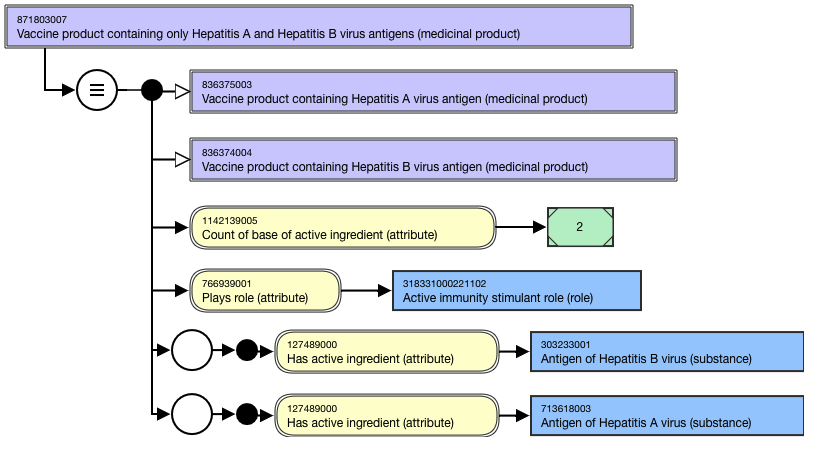 871803007
Vaccine product containing only Hepatitis A and Hepatitis B virus antigens (medicinal product)
836375003
Vaccine product containing Hepatitis A virus antigen (medicinal product)
836374004
Vaccine product containing Hepatitis B virus antigen (medicinal product)
1142139005
Count of base of active ingredient (attribute)
2
766939001
Plays role (attribute)
318331000221102
Active immunity stimulant role (role)
127489000
Has active ingredient (attribute)
303233001
Antigen of Hepatitis B virus (substance)
127489000
Has active ingredient (attribute)
713618003
Antigen of Hepatitis A virus (substance)